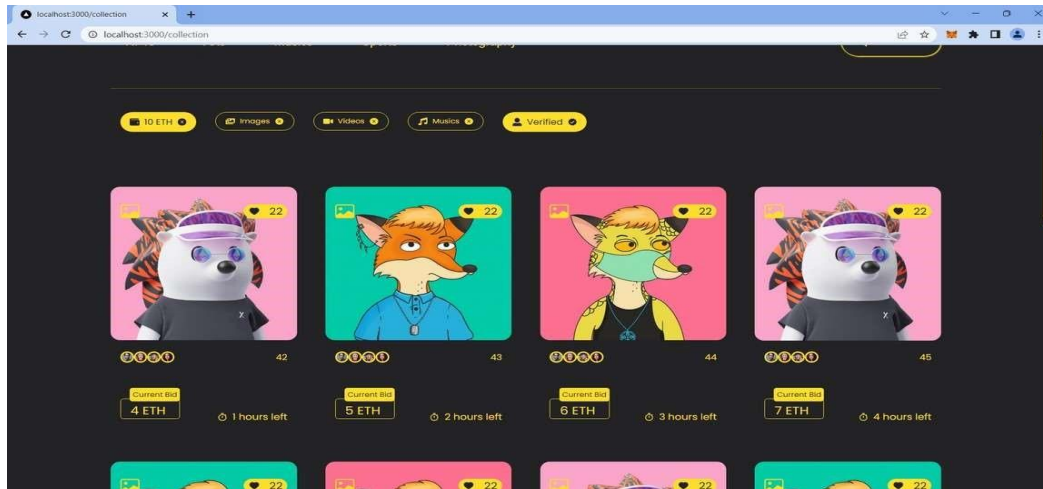 localhost:3000/collection
localhost:3000/collection
Photography
10 ETH Images Videos Musics Verified
22 22 22 22
42 43 44 45
Current Bid Current Bid Current Bid Current Bid
4 ETH 1 hours left 5 ETH 2 hours left 6 ETH 3 hours left 7 ETH 4 hours left
22 22 22 22